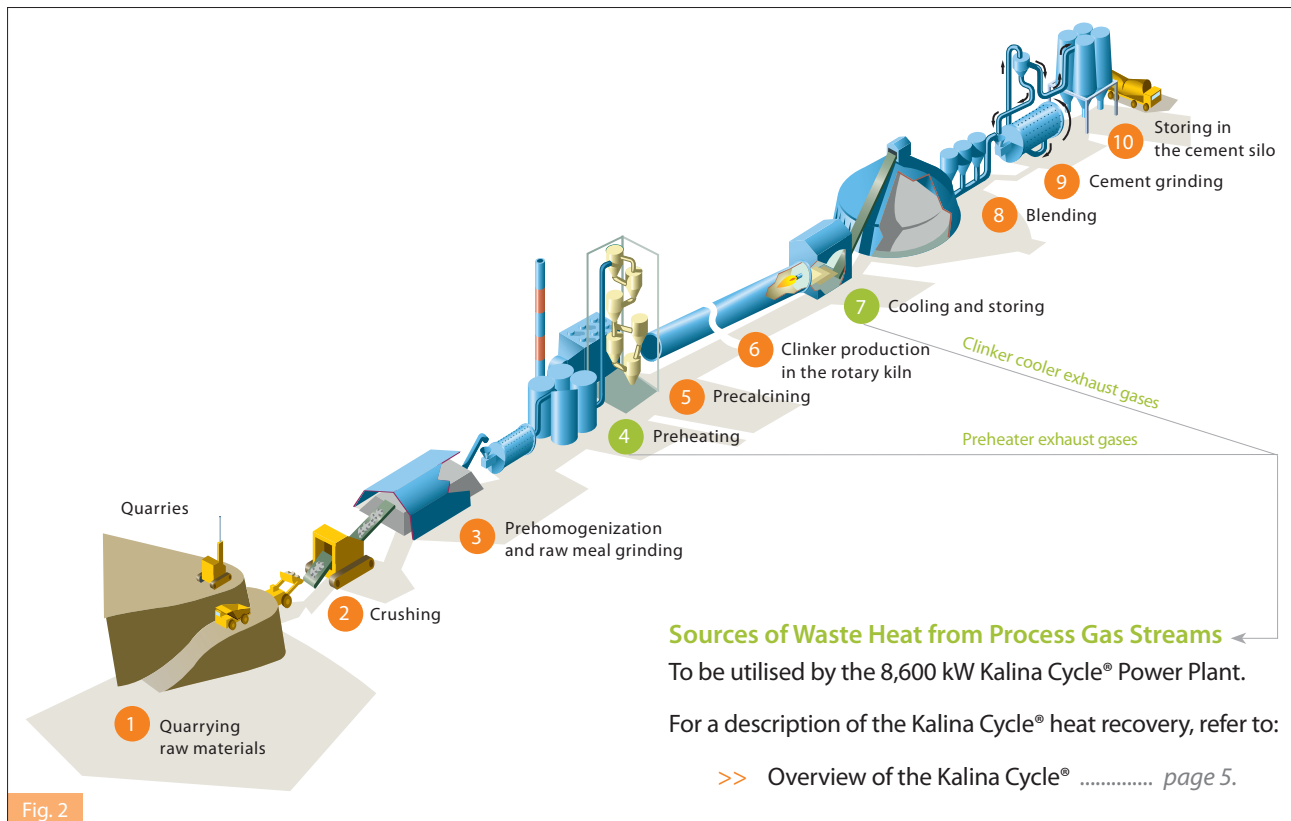 Quarries
1 Quarrying
raw materials
2 Crushing
3 Prehomogenization
and raw meal grinding
4 Preheating
5 Precalcining
6 Clinker production
in the rotary kiln
7 Cooling and storing
8 Blending
9 Cement grinding
10 Storing in
the cement silo
Clinker cooler exhaust gases
Preheater exhaust gases
Sources of Waste Heat from Process Gas Streams
To be utilised by the 8,600 kW Kalina Cycle® Power Plant.
For a description of the Kalina Cycle® heat recovery, refer to:
>> Overview of the Kalina Cycle® .............. page 5.
Fig. 2